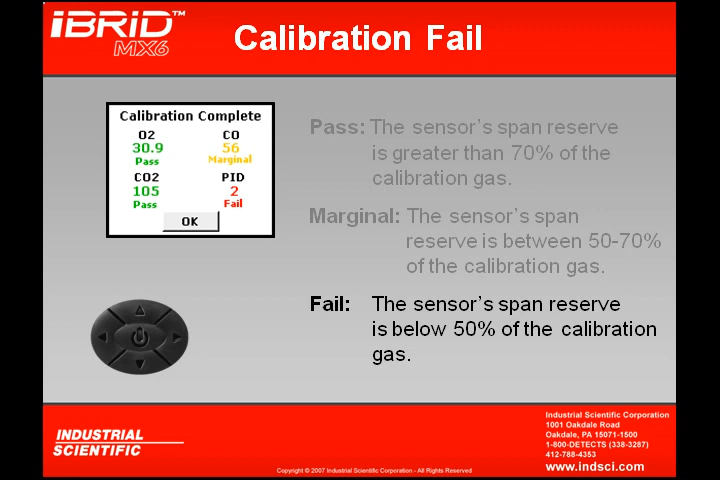 iBRiD™
MX6
Calibration Fail
Calibration Complete
O2 CO
30.9 56
Pass Marginal
CO2 PID
105 2
Pass Fail
OK
Pass: The sensor's span reserve
is greater than 70% of the
calibration gas.
Marginal: The sensor's span
reserve is between 50-70%
of the calibration gas.
Fail: The sensor's span reserve
is below 50% of the calibration
gas.
INDUSTRIAL
SCIENTIFIC
Copyright © 2007 Industrial Scientific Corporation - All Rights Reserved
Industrial Scientific Corporation
1001 Oakdale Road
Oakdale, PA 15071-1500
1-800-DETECTS (338-3287)
412-788-4353
www.indsci.com